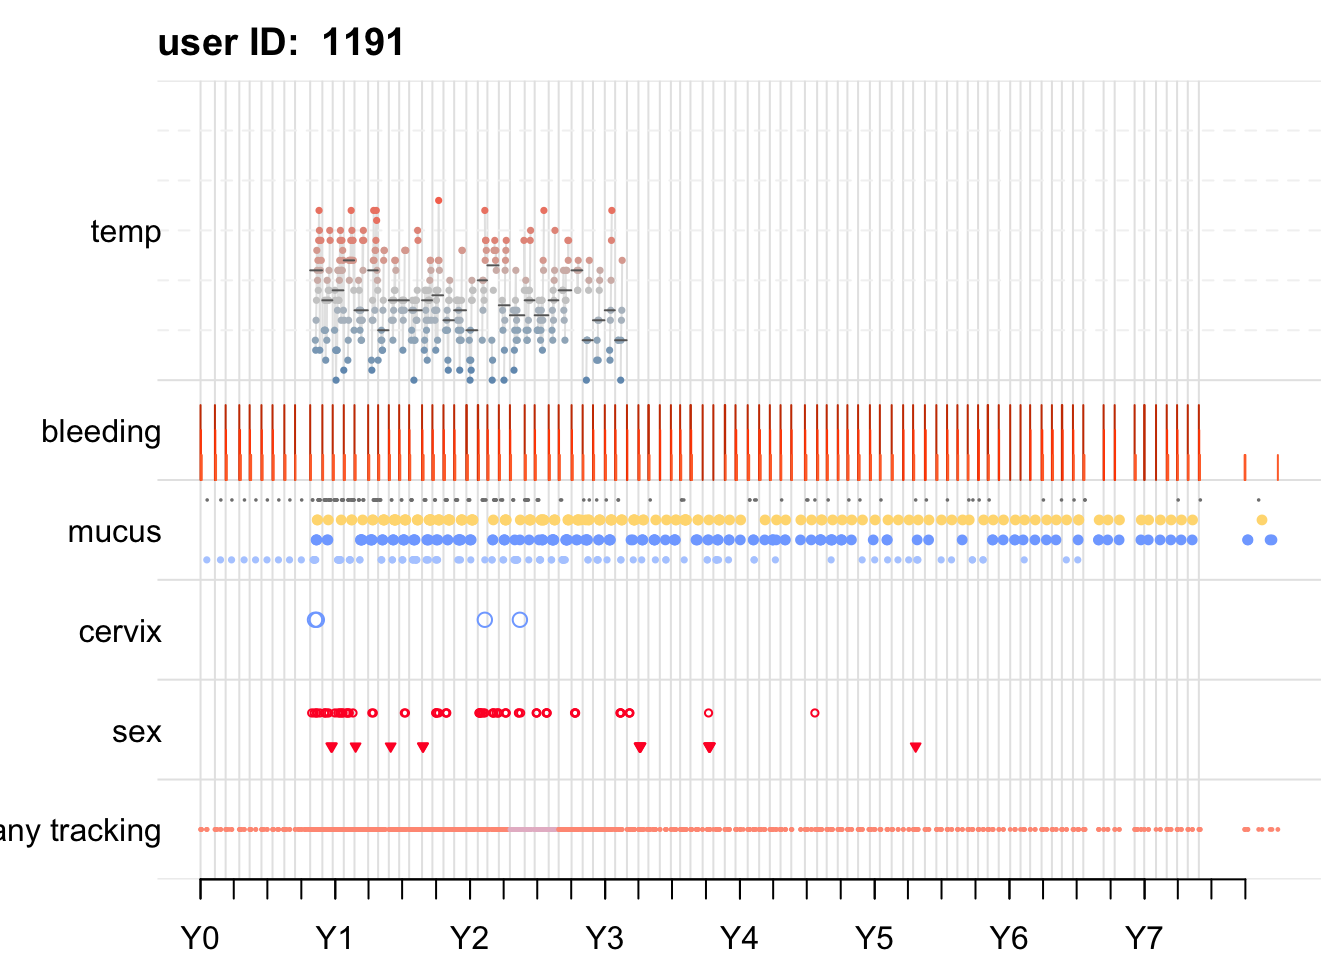 user ID: 1191
temp
bleeding
mucus
cervix
sex
any tracking
Y0 Y1 Y2 Y3 Y4 Y5 Y6 Y7